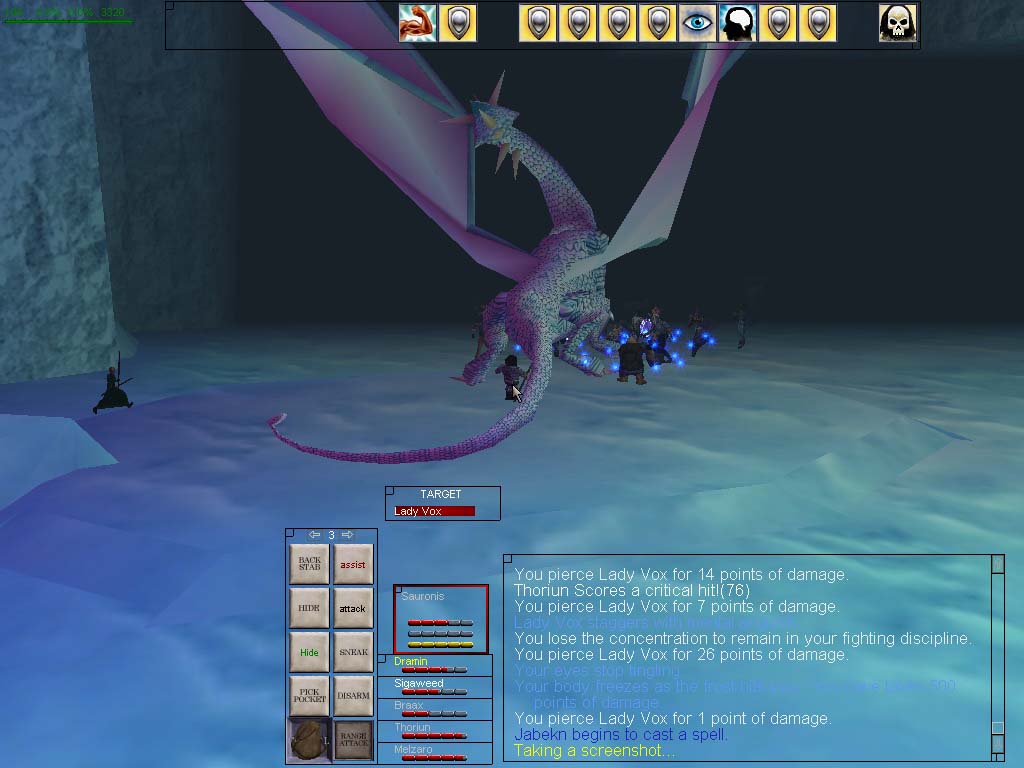 TARGET
Lady Vox
3
BACK
STAB
assist
HIDE
attack
Hide
SNEAK
PICK
POCKET
DISARM
RANGE
ATTACK
Sauronis
Dramin
Sigaweed
Braax
Thoriun
Melzaro
You pierce Lady Vox for 14 points of damage.
Thoriun Scores a critical hit!(76)
You pierce Lady Vox for 7 points of damage.
Lady Vox staggers with
You lose the concentration to remain in your fighting discipline.
You pierce Lady Vox for 26 points of damage.
Your eyes stop tingling.
Your body freezes as the frost 500
points of damage.
You pierce Lady Vox for 1 point of damage.
Jabekn begins to cast a spell.
Taking a screenshot...